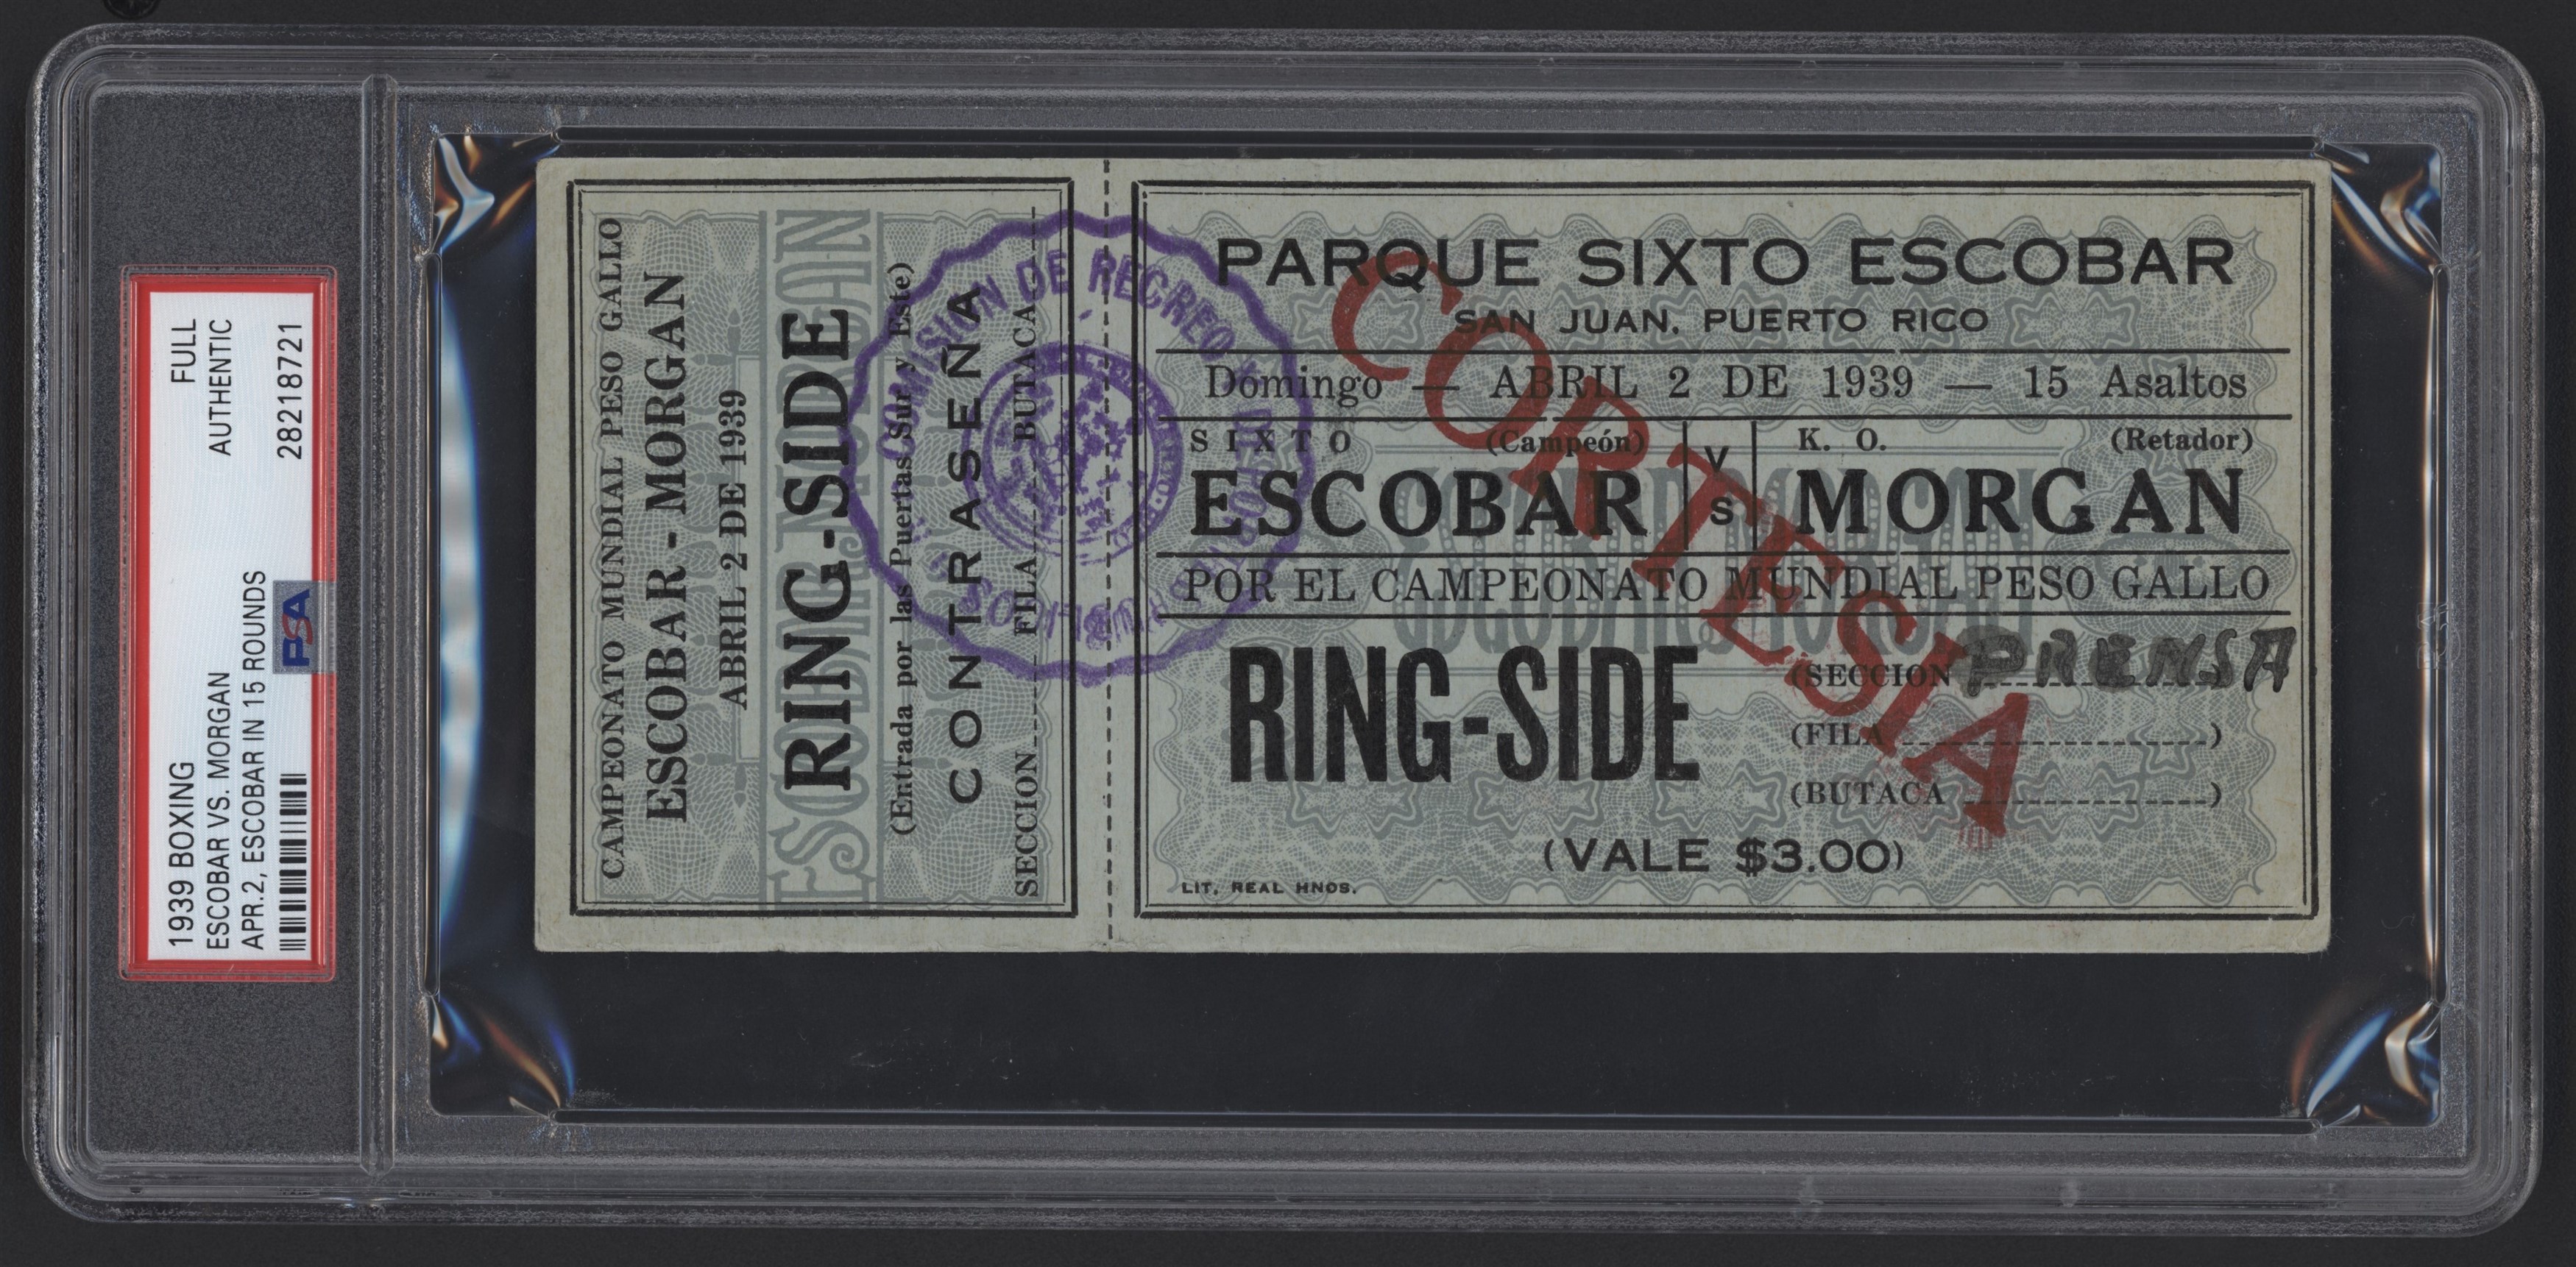 1939 BOXING
ESCOBAR VS. MORGAN
APR.2, ESCOBAR IN 15 ROUNDS
FULL
AUTHENTIC
28218721
PSA
CAMPEONATO MUNDIAL PESO GALLO
ESCOBAR - MORGAN
ABRIL 2 DE 1939
RING-SIDE
(Entrada por las Puertas Sur y Este)
CONTRASEÑA
SECCION FILA BUTACA
COMISION DE RECREO
PARQUE SIXTO ESCOBAR
SAN JUAN, PUERTO RICO
Domingo — ABRIL 2 DE 1939 — 15 Asaltos
SIXTO (Campeón) Vs K. O. (Retador)
ESCOBAR MORGAN
POR EL CAMPEONATO MUNDIAL PESO GALLO
RING-SIDE
(SECCION PRENSA)
(FILA )
(BUTACA )
(VALE $3.00)
LIT. REAL HNOS.
CORTESIA